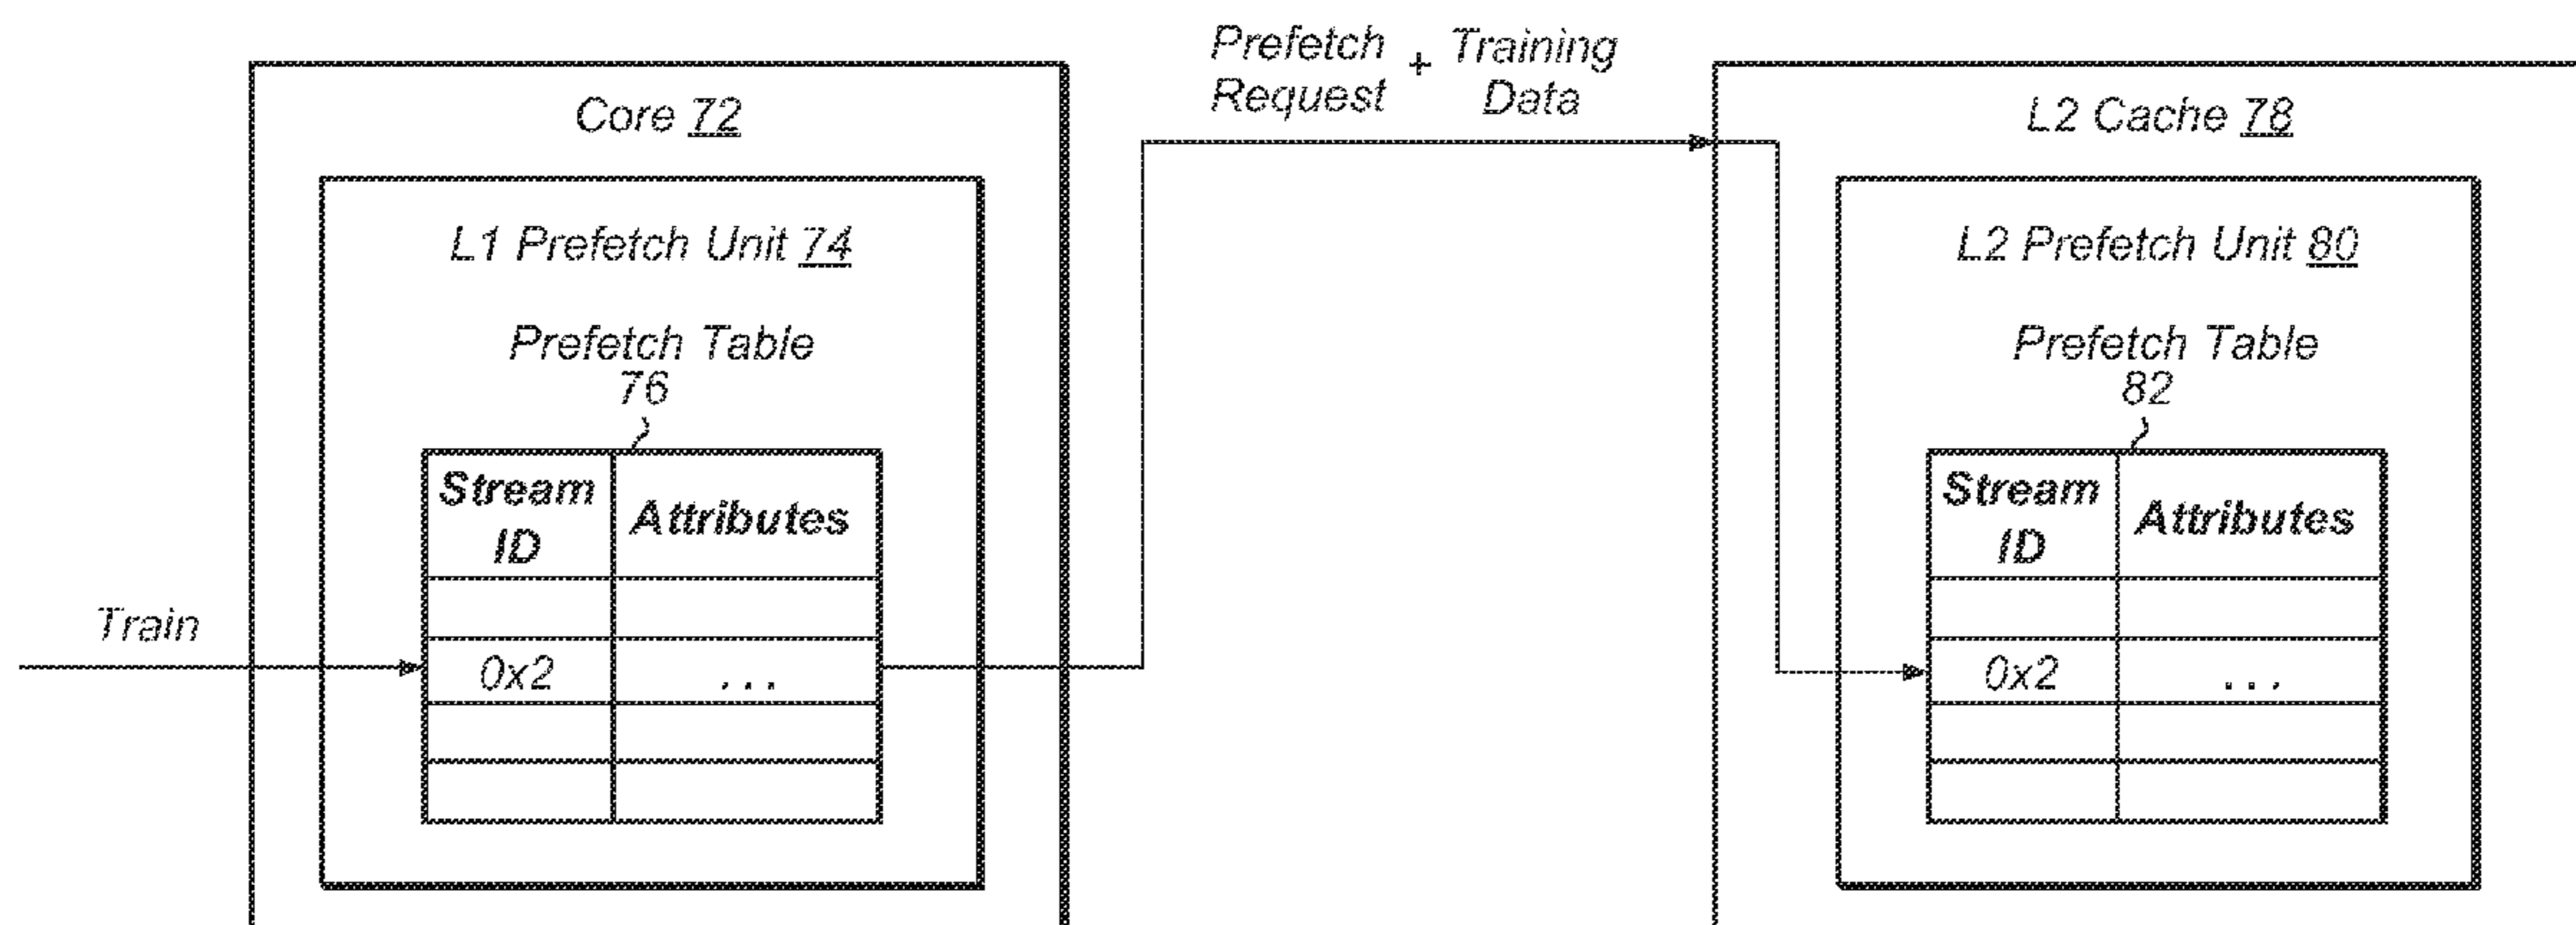 Prefetch Request + Training Data
Core 72
L1 Prefetch Unit 74
Prefetch Table
76
Stream ID
Attributes
Train
0x2
...
L2 Cache 78
L2 Prefetch Unit 80
Prefetch Table
82
Stream ID
Attributes
0x2
...